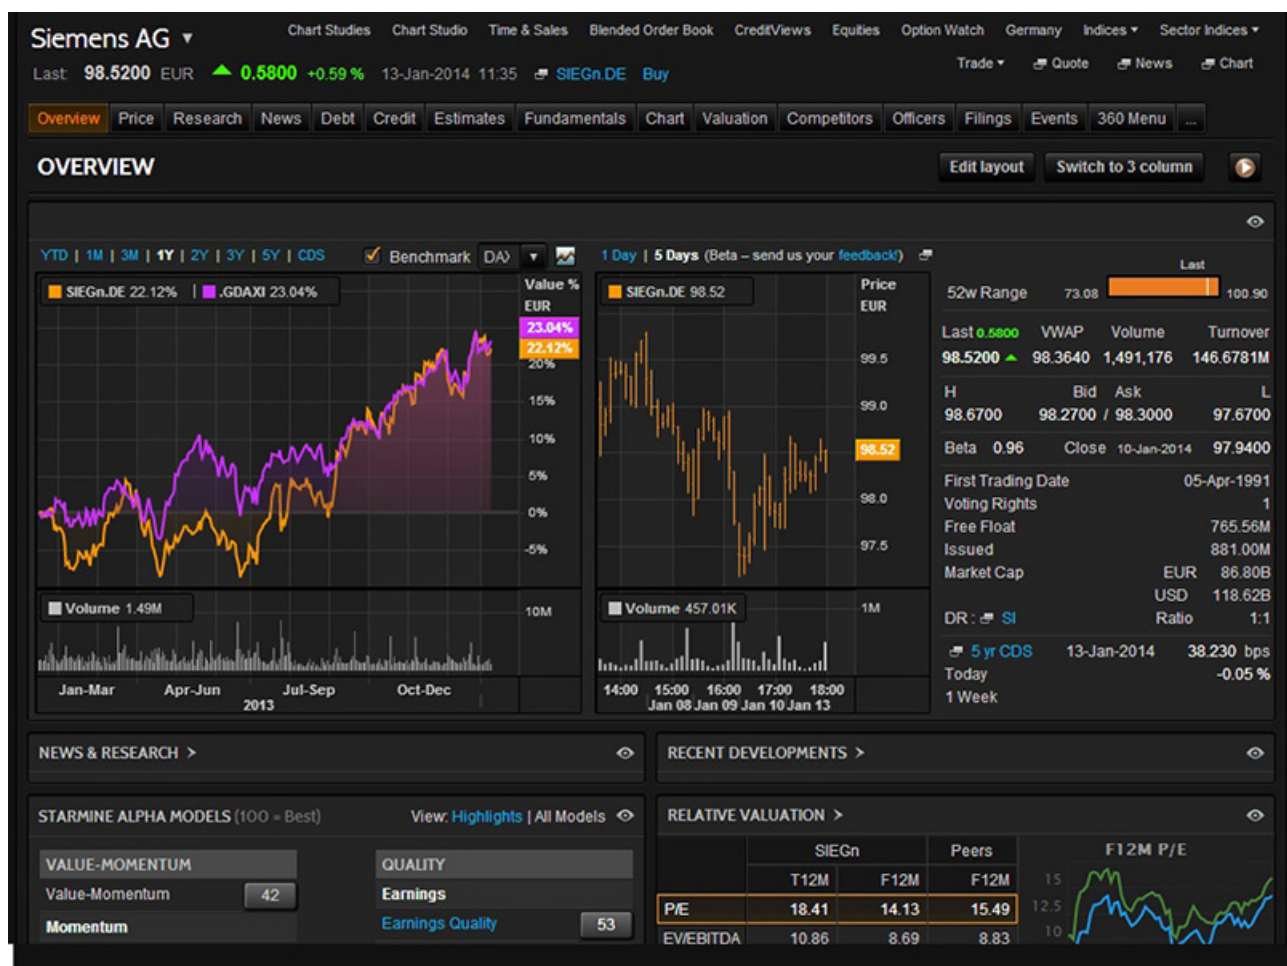 Siemens AG
Chart Studies Chart Studio Time & Sales Blended Order Book CreditViews Equities Option Watch Germany Indices Sector Indices
Last: 98.5200 EUR 0.5800 +0.59 % 13-Jan-2014 11:35 SIEGn.DE Buy
Trade Quote News Chart
Overview Price Research News Debt Credit Estimates Fundamentals Chart Valuation Competitors Officers Filings Events 360 Menu ...
OVERVIEW
Edit layout Switch to 3 column
YTD | 1M | 3M | 1Y | 2Y | 3Y | 5Y | CDS Benchmark DAX
1 Day | 5 Days (Beta – send us your feedback!)
SIEGn.DE 22.12% | .GDAXI 23.04%
Value %
EUR
23.04%
22.12%
20%
15%
10%
5%
0%
-5%
Volume 1.49M
10M
Jan-Mar Apr-Jun Jul-Sep Oct-Dec
2013
SIEGn.DE 98.52
Price
EUR
99.5
99.0
98.52
98.0
97.5
Volume 457.01K
1M
14:00 15:00 16:00 17:00 18:00
Jan 08 Jan 09 Jan 10 Jan 13
Last
52w Range 73.08 100.90
Last 0.5800 VWAP Volume Turnover
98.5200 98.3640 1,491,176 146.6781M
H Bid Ask L
98.6700 98.2700 / 98.3000 97.6700
Beta 0.96 Close 10-Jan-2014 97.9400
First Trading Date 05-Apr-1991
Voting Rights 1
Free Float 765.56M
Issued 881.00M
Market Cap EUR 86.80B
USD 118.62B
DR : SI Ratio 1:1
5 yr CDS 13-Jan-2014 38.230 bps
Today -0.05 %
1 Week
NEWS & RESEARCH >
RECENT DEVELOPMENTS >
STARMINE ALPHA MODELS (100 = Best) View: Highlights | All Models
VALUE-MOMENTUM
Value-Momentum 42
Momentum
QUALITY
Earnings
Earnings Quality 53
RELATIVE VALUATION >
SIEGn Peers
T12M F12M F12M
P/E 18.41 14.13 15.49
EV/EBITDA 10.86 8.69 8.83
F12M P/E
15
12.5
10